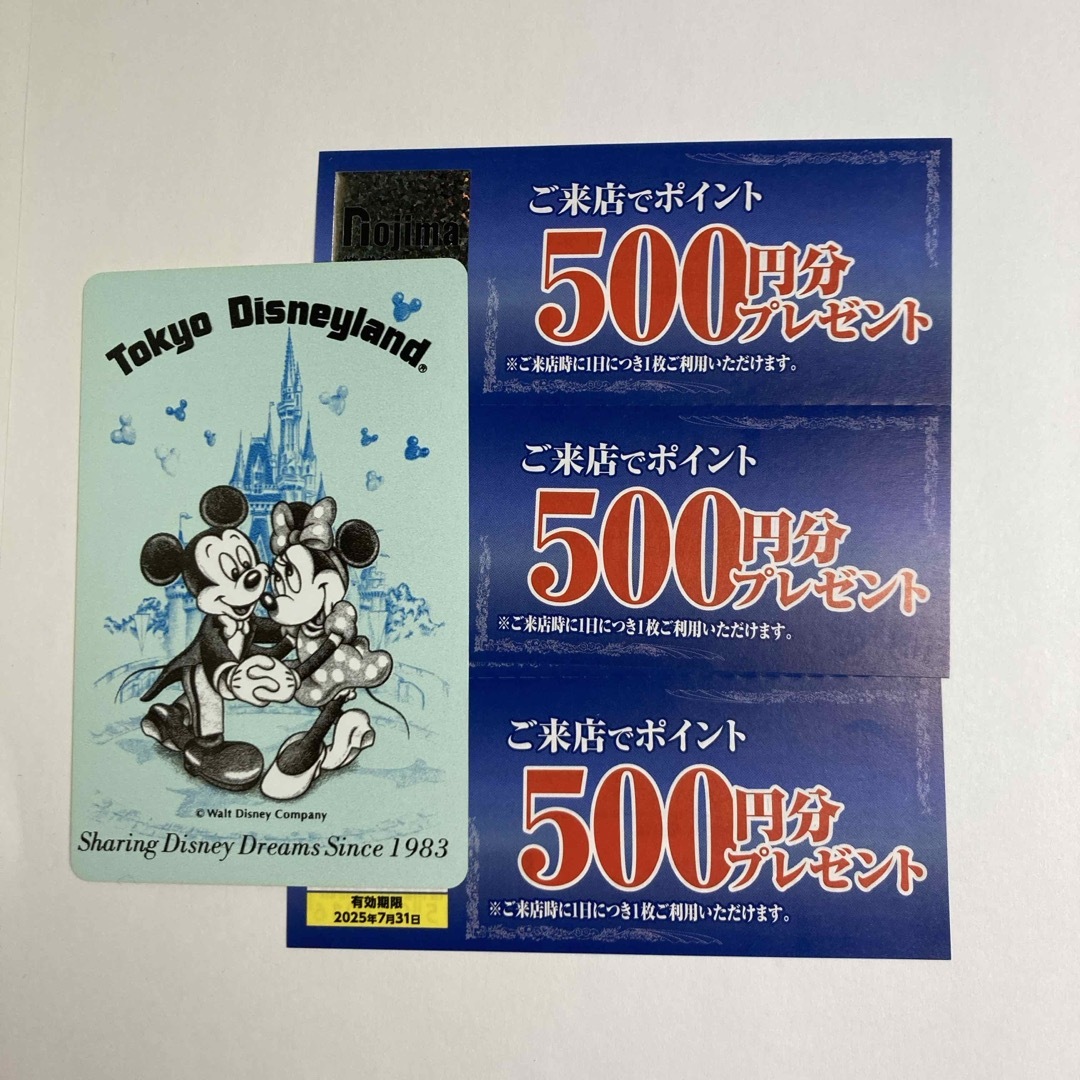 Tokyo Disneyland®
© Walt Disney Company
Sharing Disney Dreams Since 1983
nojima
ご来店でポイント
500円分
プレゼント
※ご来店時に1日につき1枚ご利用いただけます。
ご来店でポイント
500円分
プレゼント
※ご来店時に1日につき1枚ご利用いただけます。
ご来店でポイント
500円分
プレゼント
※ご来店時に1日につき1枚ご利用いただけます。
有効期限
2025年7月31日